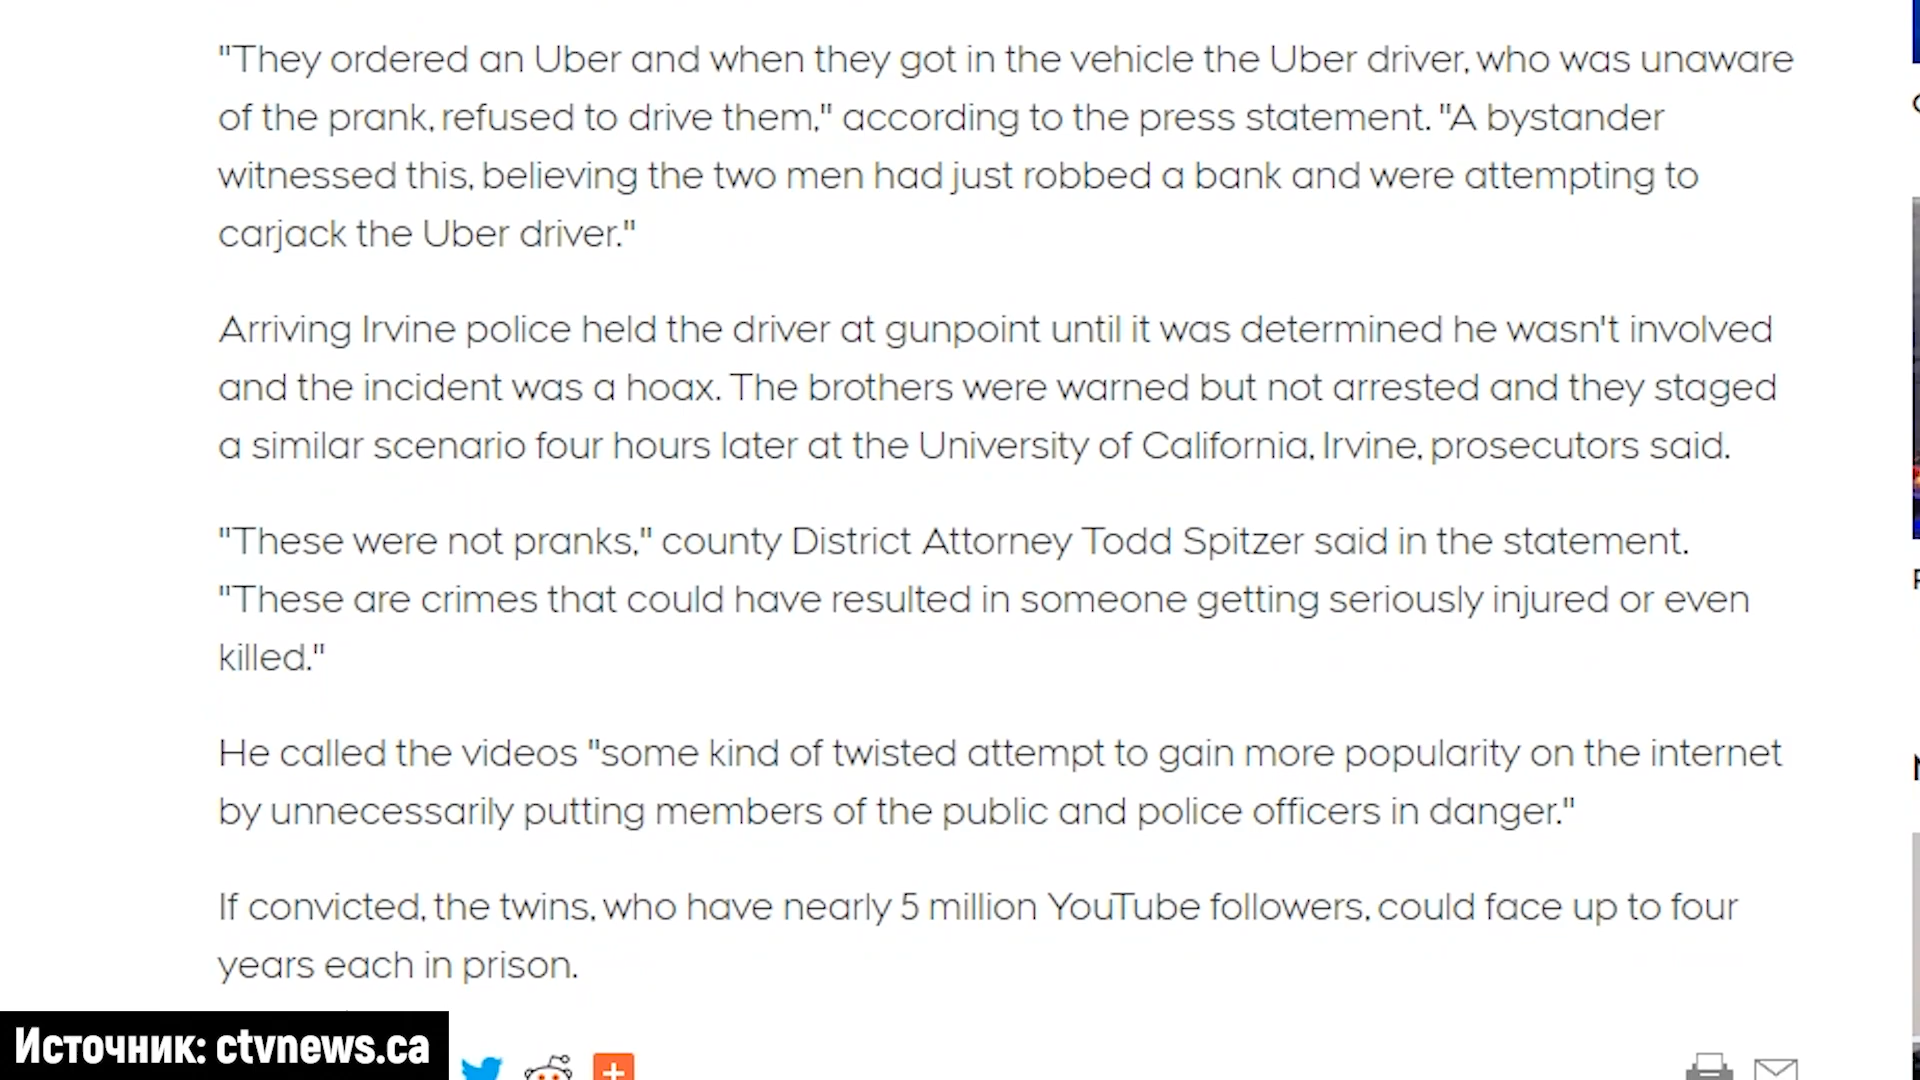 "They ordered an Uber and when they got in the vehicle the Uber driver, who was unaware
of the prank, refused to drive them," according to the press statement. "A bystander
witnessed this, believing the two men had just robbed a bank and were attempting to
carjack the Uber driver."
Arriving Irvine police held the driver at gunpoint until it was determined he wasn't involved
and the incident was a hoax. The brothers were warned but not arrested and they staged
a similar scenario four hours later at the University of California, Irvine, prosecutors said.
"These were not pranks," county District Attorney Todd Spitzer said in the statement.
"These are crimes that could have resulted in someone getting seriously injured or even
killed."
He called the videos "some kind of twisted attempt to gain more popularity on the internet
by unnecessarily putting members of the public and police officers in danger."
If convicted, the twins, who have nearly 5 million YouTube followers, could face up to four
years each in prison.
Источник: ctvnews.ca